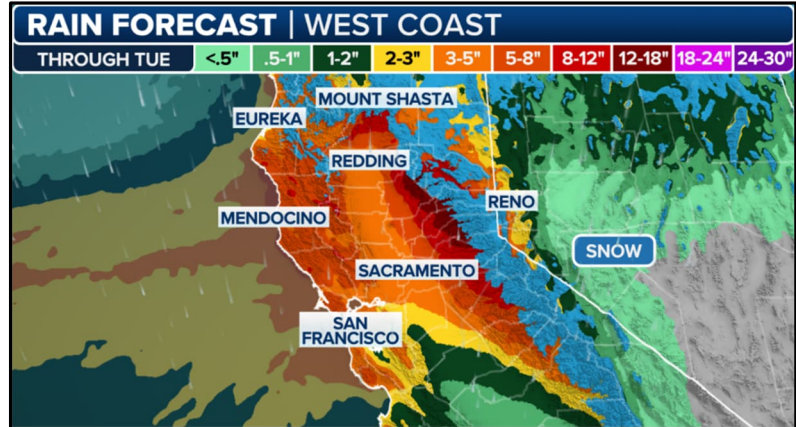 RAIN FORECAST | WEST COAST
THROUGH TUE <.5" .5-1" 1-2" 2-3" 3-5" 5-8" 8-12" 12-18" 18-24" 24-30"
MOUNT SHASTA
EUREKA
REDDING
RENO
MENDOCINO
SNOW
SACRAMENTO
SAN
FRANCISCO